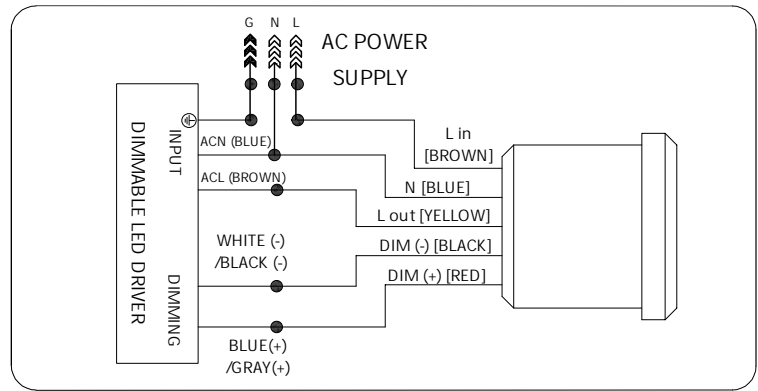 G N L
AC POWER
SUPPLY
DIMMABLE LED DRIVER
INPUT
DIMMING
ACN (BLUE)
ACL (BROWN)
WHITE (-)
/BLACK (-)
BLUE(+)
/GRAY(+)
L in
[BROWN]
N [BLUE]
L out [YELLOW]
DIM (-) [BLACK]
DIM (+) [RED]